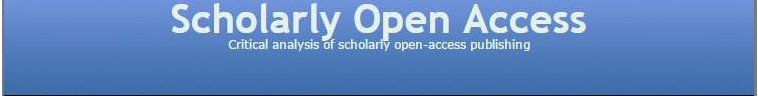 Scholarly Open Access
Critical analysis of scholarly open-access publishing